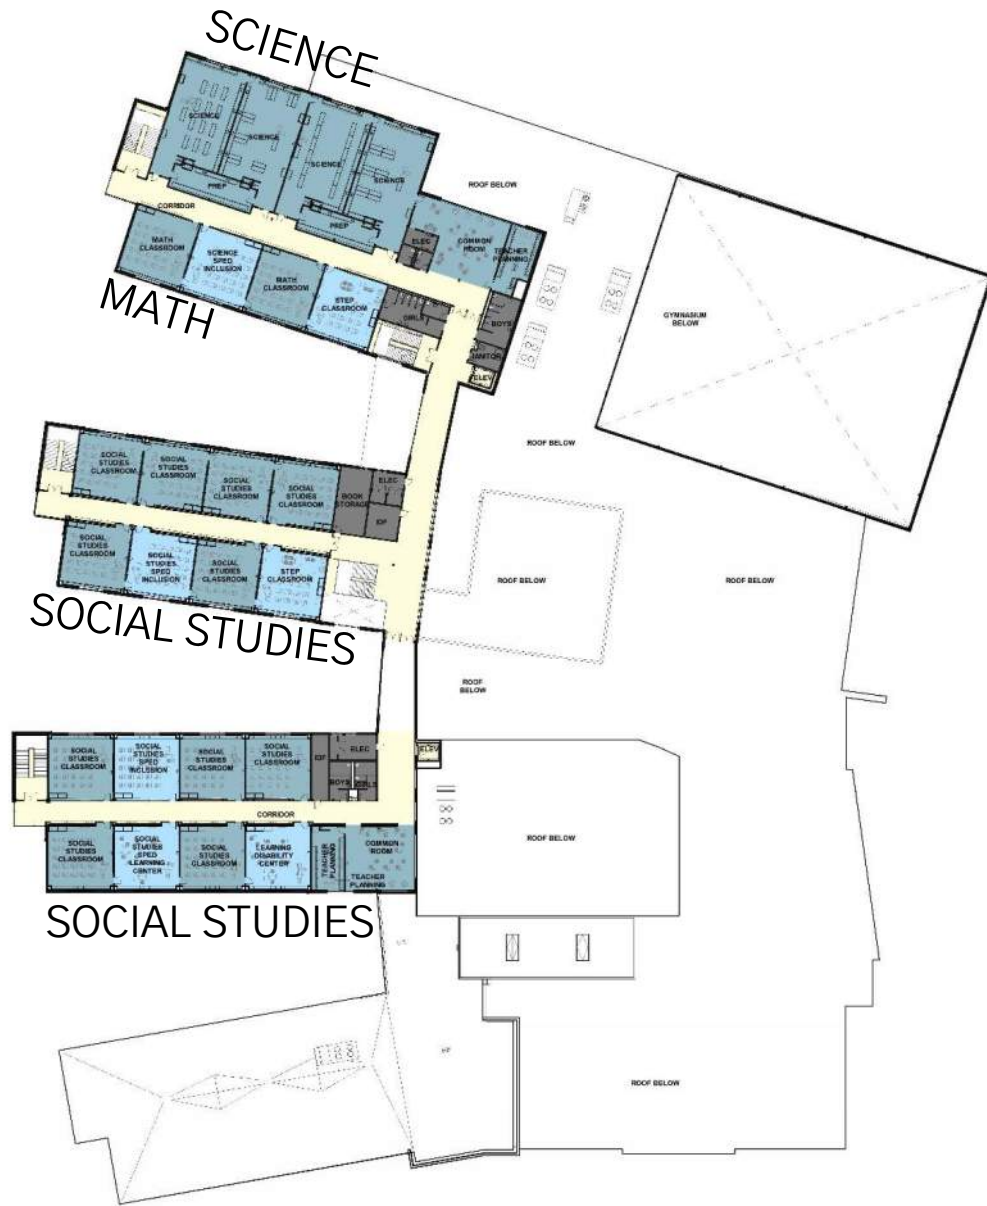 SCIENCE
SCIENCE
SCIENCE
SCIENCE
SCIENCE
PREP
PREP
CORRIDOR
ROOF BELOW
ELEC
COMMON
ROOM
TEACHER
PLANNING
MATH
CLASSROOM
SCIENCE
SPED
INCLUSION
MATH
CLASSROOM
STEP
CLASSROOM
GIRLS
BOYS
JANITOR
ELEV
MATH
GYMNASIUM
BELOW
ROOF BELOW
SOCIAL
STUDIES
CLASSROOM
SOCIAL
STUDIES
CLASSROOM
SOCIAL
STUDIES
CLASSROOM
SOCIAL
STUDIES
CLASSROOM
BOOK
STORAGE
ELEC
IDF
SOCIAL
STUDIES
CLASSROOM
SOCIAL
STUDIES
SPED
INCLUSION
SOCIAL
STUDIES
CLASSROOM
STEP
CLASSROOM
ROOF BELOW
ROOF BELOW
SOCIAL STUDIES
ROOF
BELOW
SOCIAL
STUDIES
CLASSROOM
SOCIAL
STUDIES
SPED
INCLUSION
SOCIAL
STUDIES
CLASSROOM
SOCIAL
STUDIES
CLASSROOM
IDF
ELEC
BOYS
GIRLS
ELEV
CORRIDOR
ROOF BELOW
SOCIAL
STUDIES
CLASSROOM
SOCIAL
STUDIES
SPED
LEARNING
CENTER
SOCIAL
STUDIES
CLASSROOM
LEARNING
DISABILITY
CENTER
TEACHER
PLANNING
COMMON
ROOM
TEACHER
PLANNING
SOCIAL STUDIES
ROOF BELOW